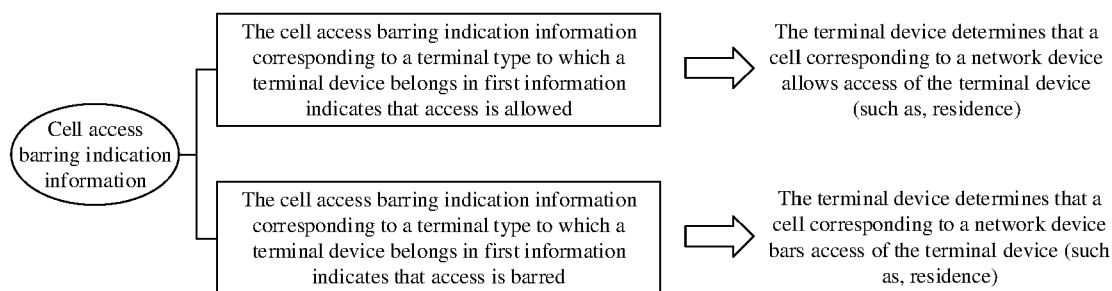 Cell access
barring indication
information
The cell access barring indication information
corresponding to a terminal type to which a
terminal device belongs in first information
indicates that access is allowed
The terminal device determines that a
cell corresponding to a network device
allows access of the terminal device
(such as, residence)
The cell access barring indication information
corresponding to a terminal type to which a
terminal device belongs in first information
indicates that access is barred
The terminal device determines that a
cell corresponding to a network device
bars access of the terminal device (such
as, residence)